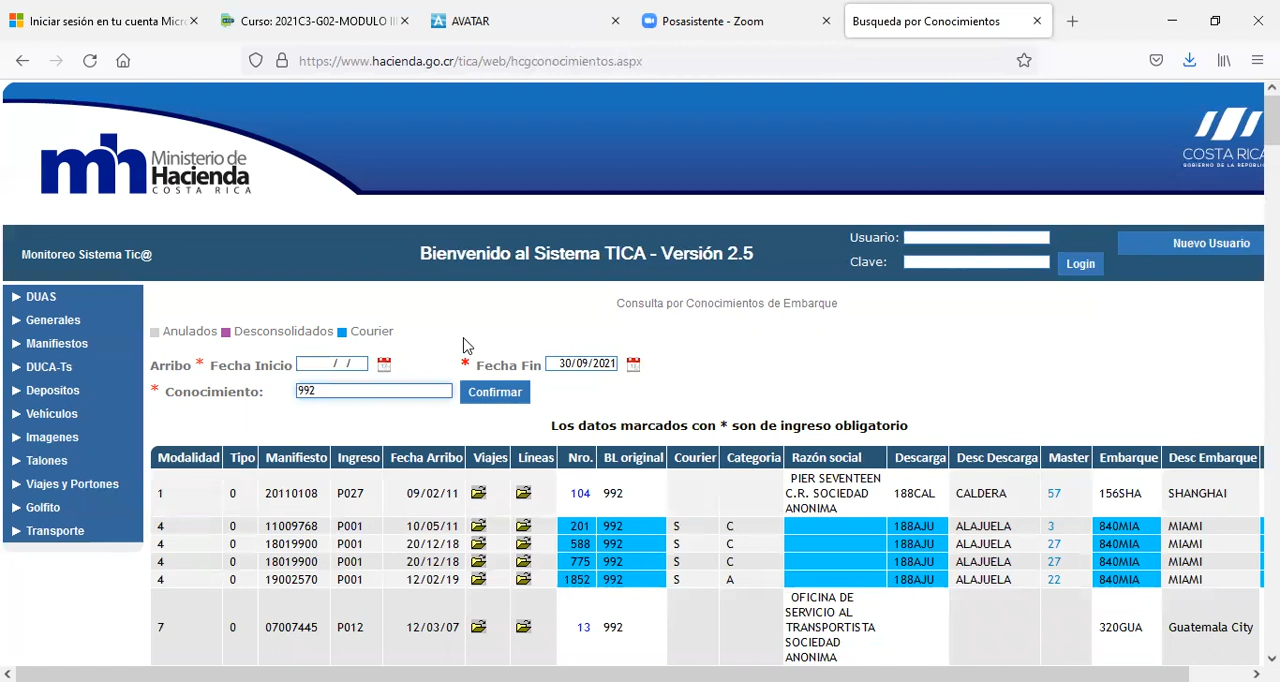 Iniciar sesión en tu cuenta Micro
Curso: 2021C3-G02-MODULO II
AVATAR
Posasistente - Zoom
Busqueda por Conocimientos
https://www.hacienda.go.cr/tica/web/hcgconocimientos.aspx
mh Ministerio de
Hacienda
COSTA RICA
COSTA RICA
GOBIERNO DE LA REPÚBLIC
Monitoreo Sistema Tic@
Bienvenido al Sistema TICA - Versión 2.5
Usuario:
Clave:
Login
Nuevo Usuario
DUAS
Generales
Manifiestos
DUCA-Ts
Depositos
Vehiculos
Imagenes
Talones
Viajes y Portones
Golfito
Transporte
Consulta por Conocimientos de Embarque
Anulados Desconsolidados Courier
Arribo * Fecha Inicio / / * Fecha Fin 30/09/2021
* Conocimiento: 992 Confirmar
Los datos marcados con * son de ingreso obligatorio
Modalidad Tipo Manifiesto Ingreso Fecha Arribo Viajes Líneas Nro. BL original Courier Categoria Razón social Descarga Desc Descarga Master Embarque Desc Embarque
1 0 20110108 P027 09/02/11 104 992 PIER SEVENTEEN C.R. SOCIEDAD ANONIMA 188CAL CALDERA 57 156SHA SHANGHAI
4 0 11009768 P001 10/05/11 201 992 S C 188AJU ALAJUELA 3 840MIA MIAMI
4 0 18019900 P001 20/12/18 588 992 S C 188AJU ALAJUELA 27 840MIA MIAMI
4 0 18019900 P001 20/12/18 775 992 S C 188AJU ALAJUELA 27 840MIA MIAMI
4 0 19002570 P001 12/02/19 1852 992 S A 188AJU ALAJUELA 22 840MIA MIAMI
7 0 07007445 P012 12/03/07 13 992 OFICINA DE SERVICIO AL TRANSPORTISTA SOCIEDAD ANONIMA 320GUA Guatemala City